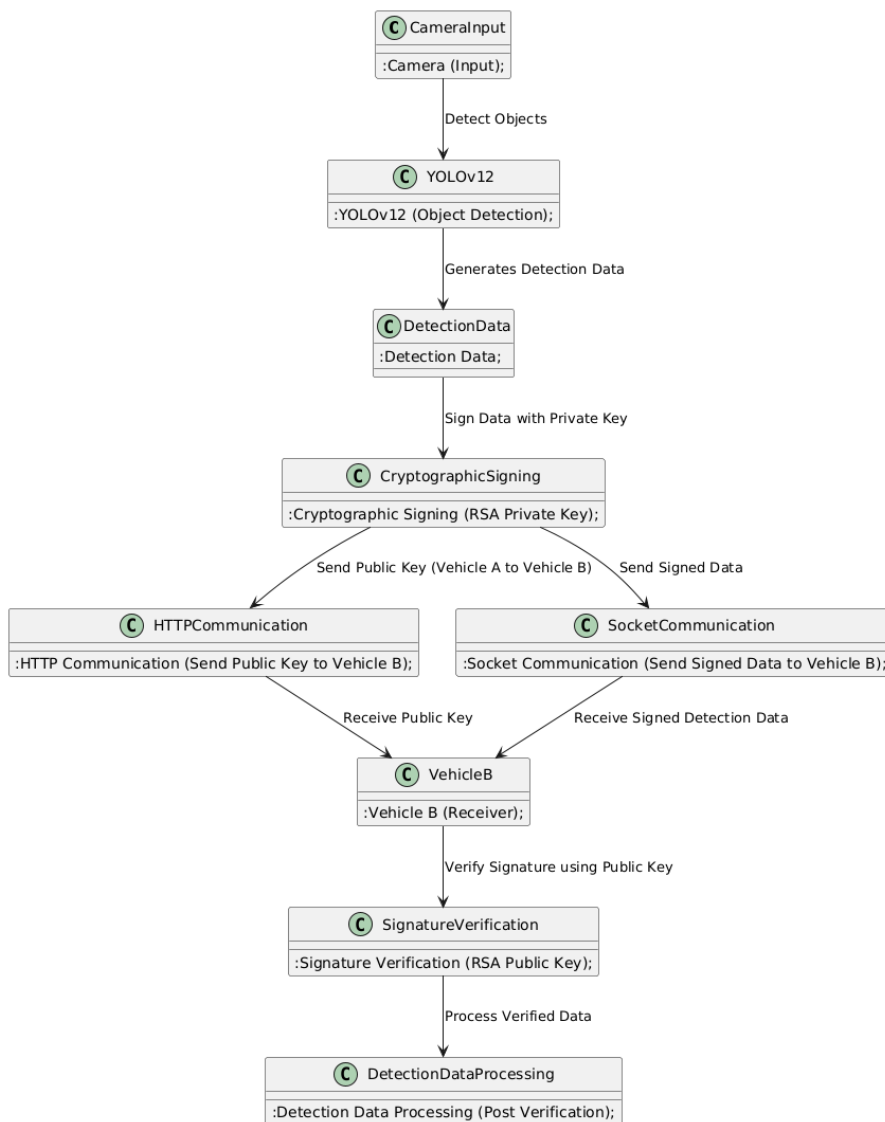 C CameraInput
:Camera (Input);
Detect Objects
C YOLOv12
:YOLOv12 (Object Detection);
Generates Detection Data
C DetectionData
:Detection Data;
Sign Data with Private Key
C CryptographicSigning
:Cryptographic Signing (RSA Private Key);
Send Public Key (Vehicle A to Vehicle B)
Send Signed Data
C HTTPCommunication
:HTTP Communication (Send Public Key to Vehicle B);
C SocketCommunication
:Socket Communication (Send Signed Data to Vehicle B);
Receive Public Key
Receive Signed Detection Data
C VehicleB
:Vehicle B (Receiver);
Verify Signature using Public Key
C SignatureVerification
:Signature Verification (RSA Public Key);
Process Verified Data
C DetectionDataProcessing
:Detection Data Processing (Post Verification);